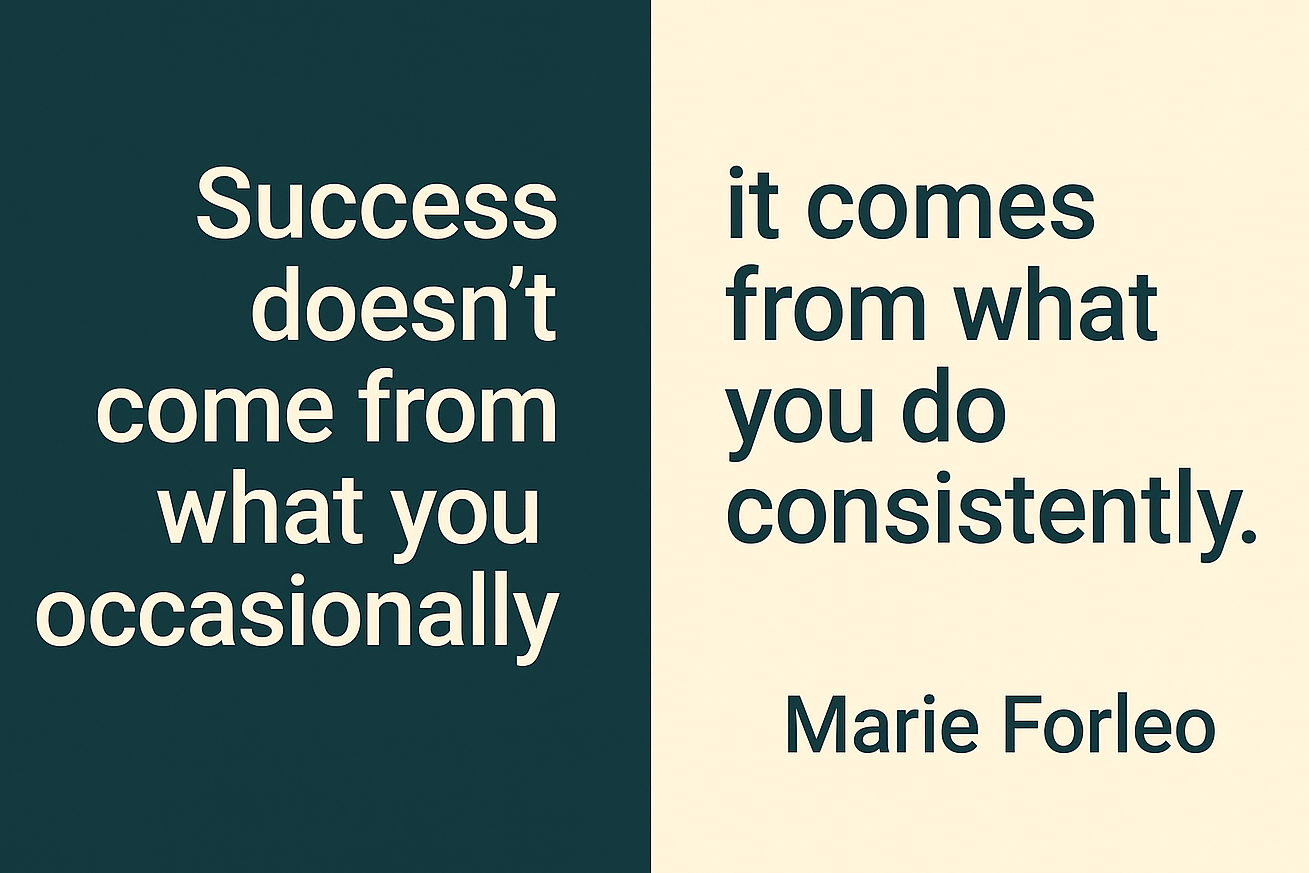 Success
doesn’t
come from
what you
occasionally
it comes
from what
you do
consistently.
Marie Forleo